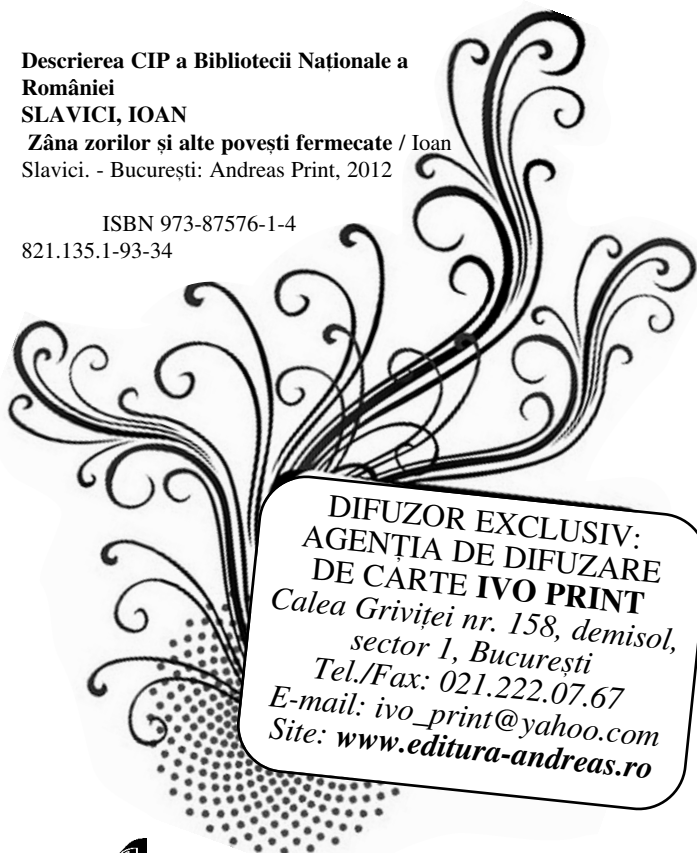 Descrierea CIP a Bibliotecii Naționale a
României
SLAVICI, IOAN
Zâna zorilor și alte povești fermecate / Ioan
Slavici. - București: Andreas Print, 2012
ISBN 973-87576-1-4
821.135.1-93-34
DIFUZOR EXCLUSIV:
AGENȚIA DE DIFUZARE
DE CARTE IVO PRINT
Calea Griviței nr. 158, demisol,
sector 1, București
Tel./Fax: 021.222.07.67
E-mail: ivo_print@yahoo.com
Site: www.editura-andreas.ro